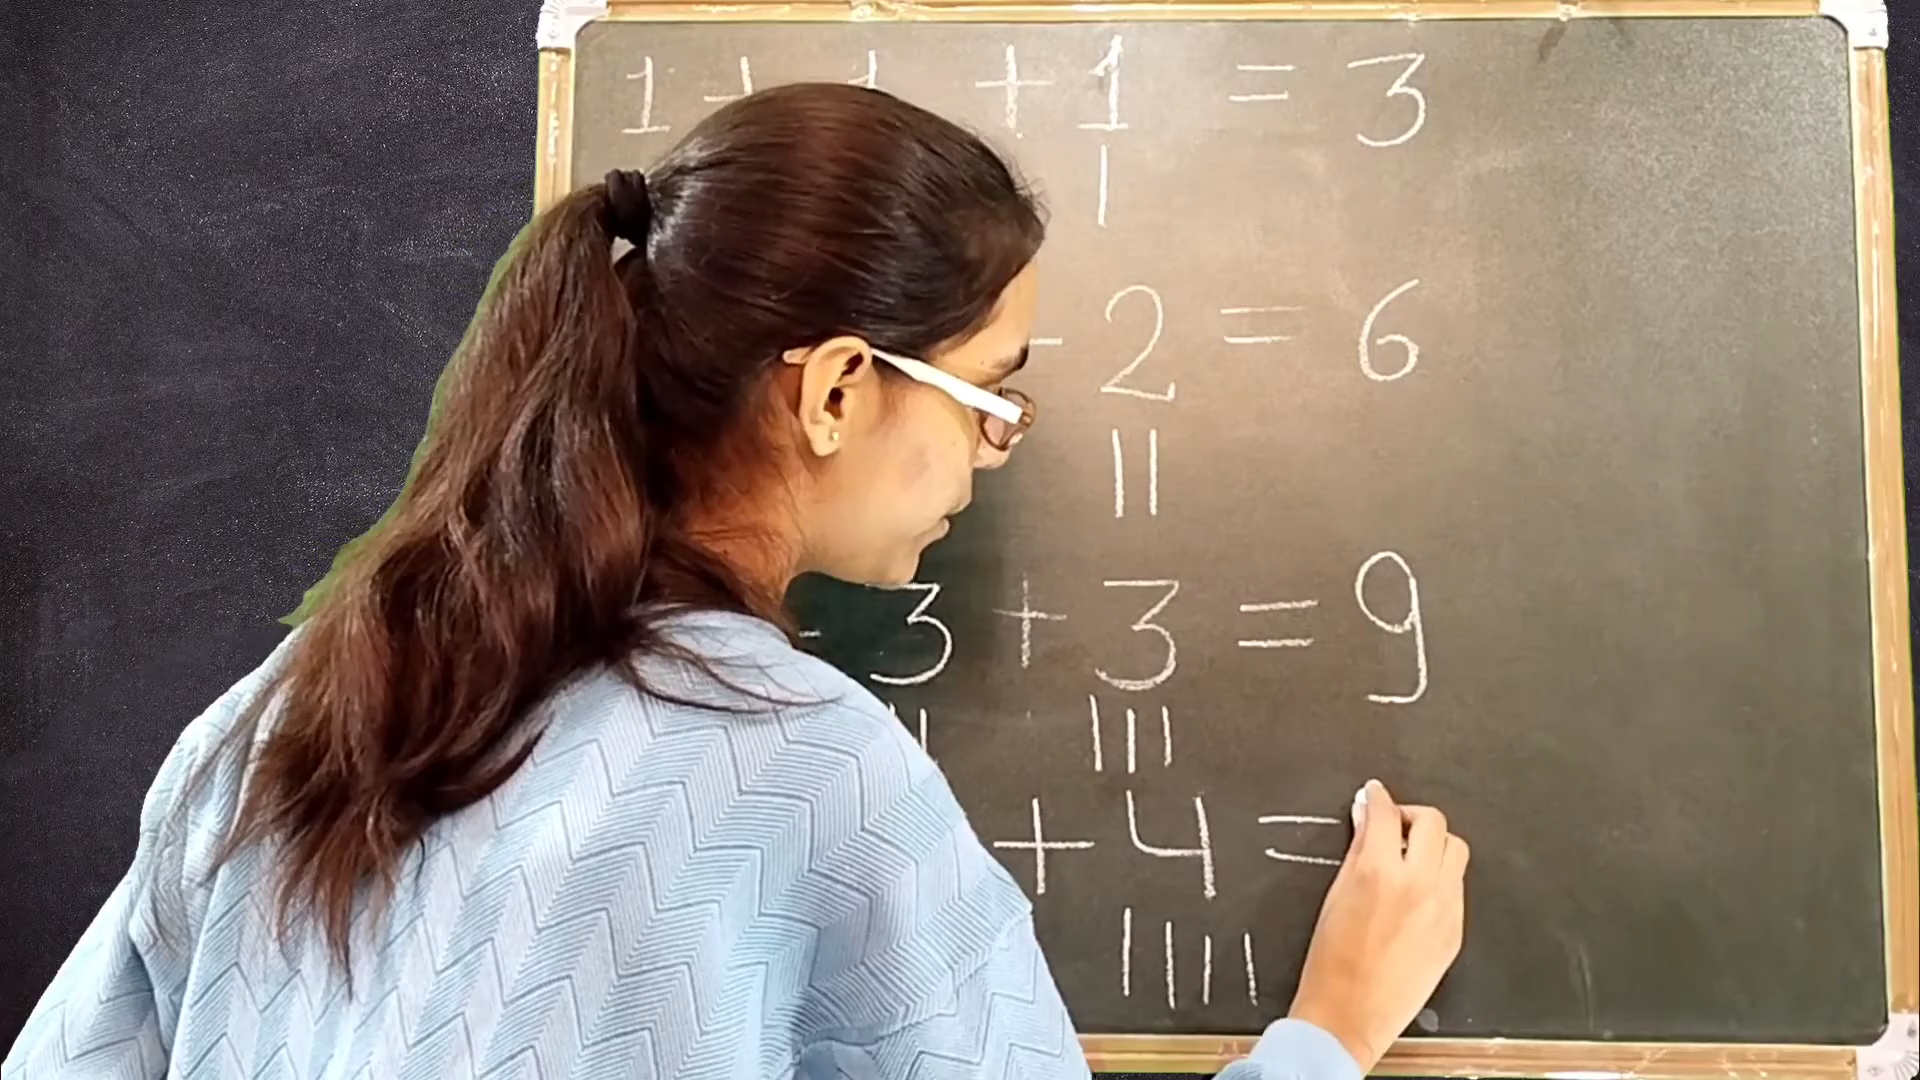 1 + 1 + 1 = 3
|
- 2 = 6
||
- 3 + 3 = 9
|| |||
+ 4 =
||||